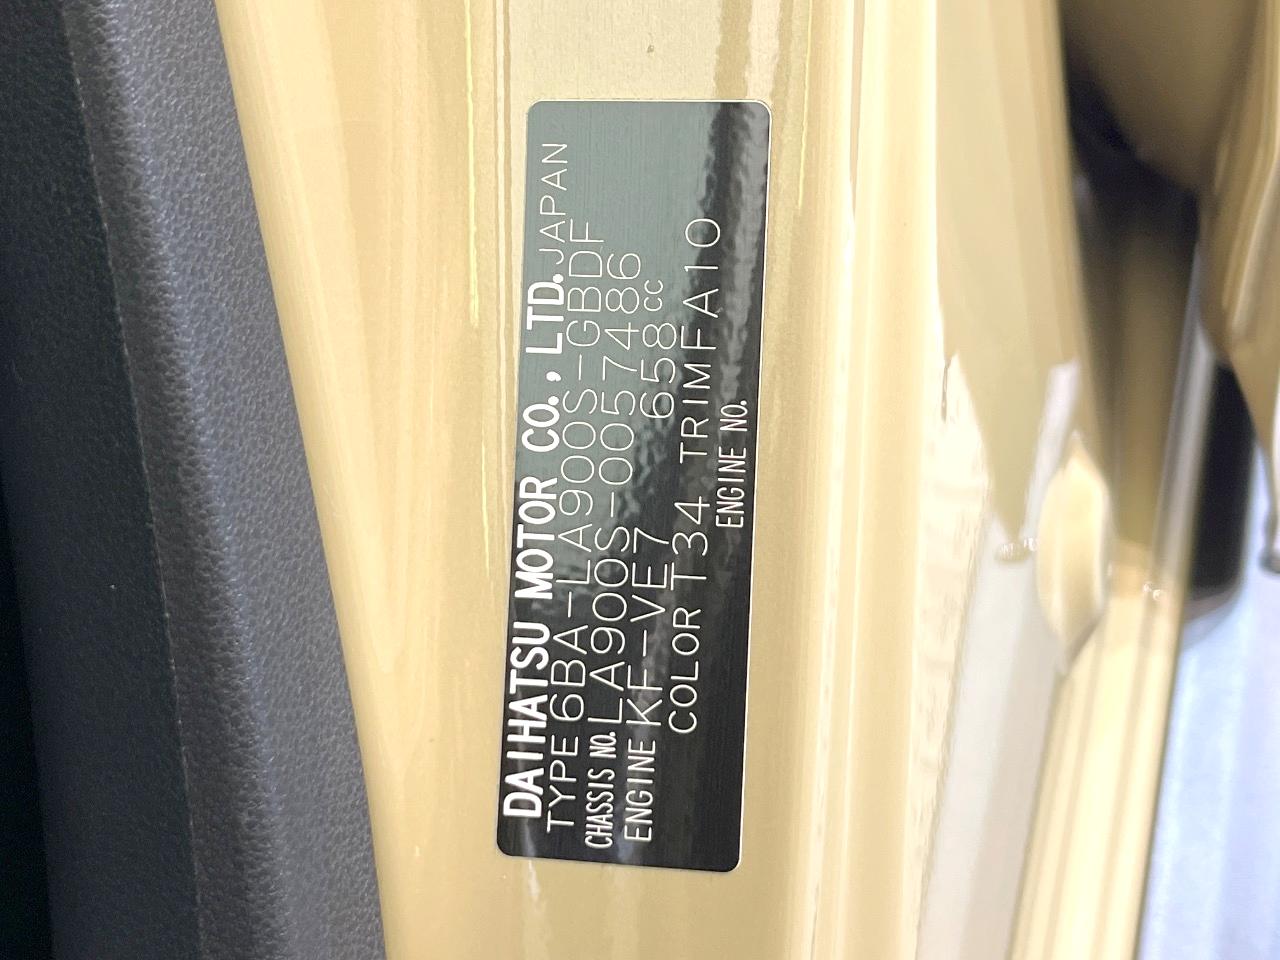 DAIHATSU MOTOR CO., LTD. JAPAN
TYPE 6BA-LA900S-GBDF
CHASSIS NO. LA900S-0057486
ENGINE KF-VE7 658CC
COLOR T34 TRIM FA10
ENGINE NO.